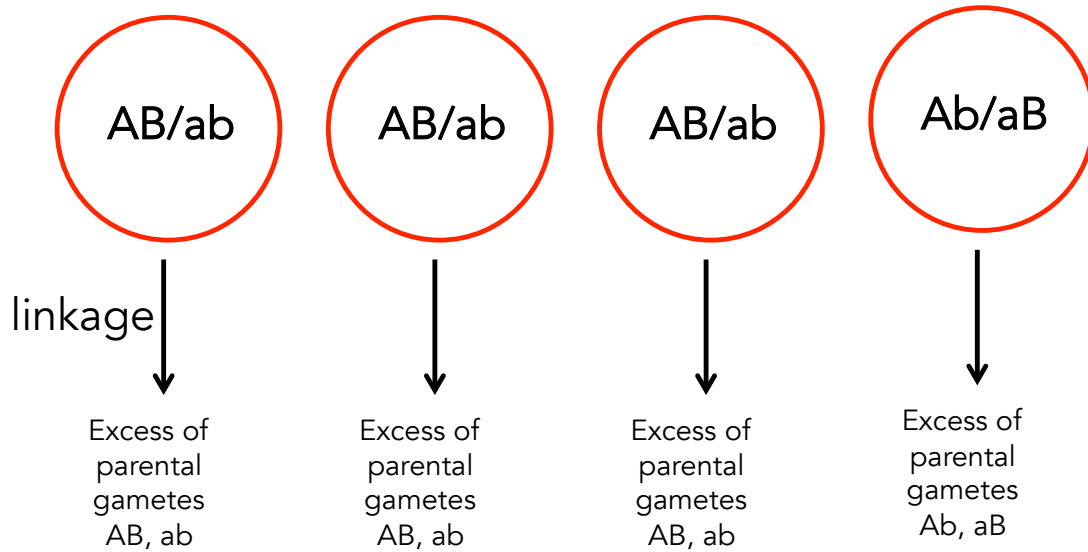 AB/ab
AB/ab
AB/ab
Ab/aB
linkage
Excess of
parental
gametes
AB, ab
Excess of
parental
gametes
AB, ab
Excess of
parental
gametes
AB, ab
Excess of
parental
gametes
Ab, aB